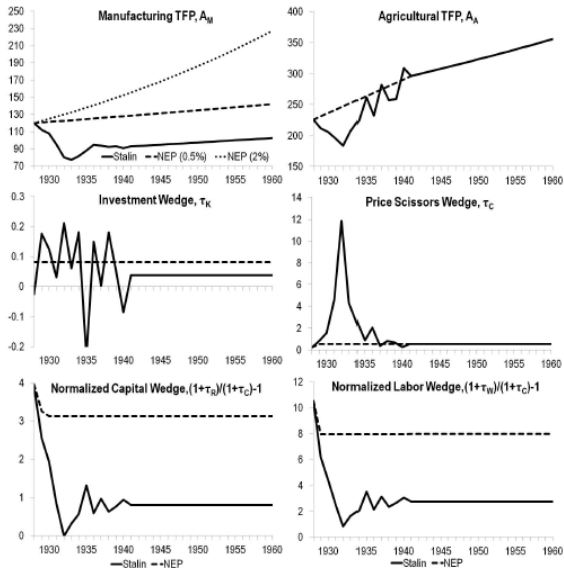 Manufacturing TFP, A_M
250
230
210
190
170
150
130
110
90
70
Stalin NEP (0.5%) NEP (2%)
1930 1935 1940 1945 1950 1955 1960
Agricultural TFP, A_A
400
350
300
250
200
150
1930 1935 1940 1945 1950 1955 1960
Investment Wedge, τ_K
0.3
0.2
0.1
0
-0.1
-0.2
1930 1935 1940 1945 1950 1955 1960
Price Scissors Wedge, τ_C
14
12
10
8
6
4
2
0
1930 1935 1940 1945 1950 1955 1960
Normalized Capital Wedge,(1+τ_R)/(1+τ_C)-1
4
3
2
1
0
1930 1935 1940 1945 1950 1955 1960
Stalin NEP
Normalized Labor Wedge,(1+τ_W)/(1+τ_C)-1
12
10
8
6
4
2
0
1930 1935 1940 1945 1950 1955 1960
Stalin NEP